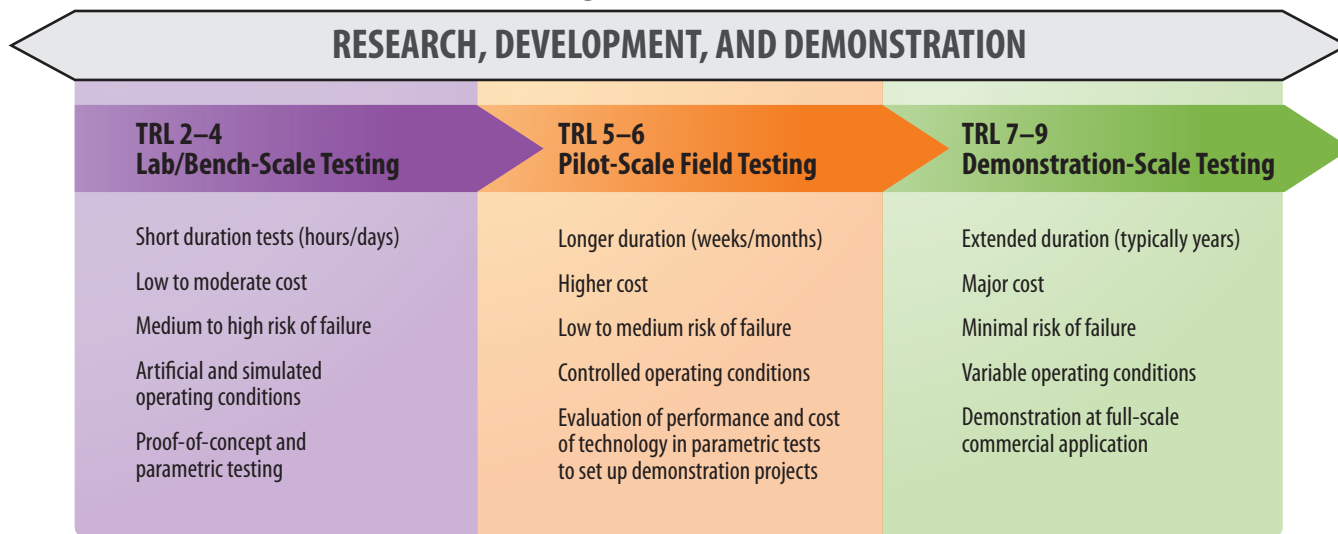 RESEARCH, DEVELOPMENT, AND DEMONSTRATION
TRL 2–4
Lab/Bench-Scale Testing
Short duration tests (hours/days)
Low to moderate cost
Medium to high risk of failure
Artificial and simulated
operating conditions
Proof-of-concept and
parametric testing
TRL 5–6
Pilot-Scale Field Testing
Longer duration (weeks/months)
Higher cost
Low to medium risk of failure
Controlled operating conditions
Evaluation of performance and cost
of technology in parametric tests
to set up demonstration projects
TRL 7–9
Demonstration-Scale Testing
Extended duration (typically years)
Major cost
Minimal risk of failure
Variable operating conditions
Demonstration at full-scale
commercial application